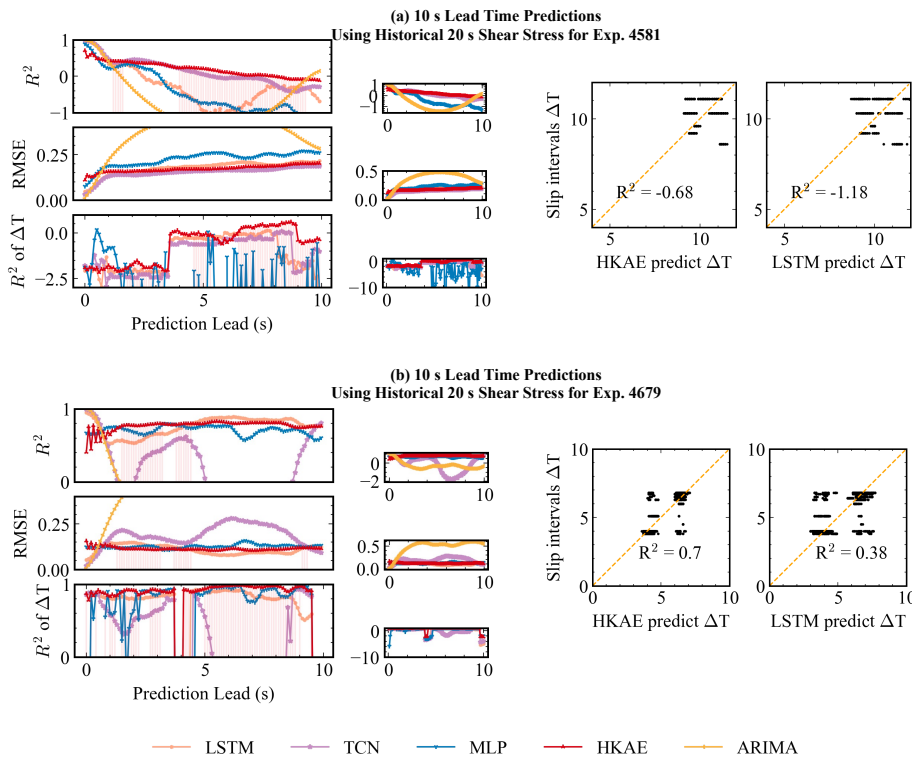 (a) 10 s Lead Time Predictions
Using Historical 20 s Shear Stress for Exp. 4581
1
0
−1
R²
1
0
−1
0
10
0.25
0.00
RMSE
0.5
0.0
0
10
0.0
−2.5
R² of ΔT
0
5
10
Prediction Lead (s)
0
−10
0
10
10
5
Slip intervals ΔT
R² = -0.68
5
10
HKAE predict ΔT
R² = -1.18
5
10
LSTM predict ΔT
(b) 10 s Lead Time Predictions
Using Historical 20 s Shear Stress for Exp. 4679
1
0
R²
0
−2
0
10
0.25
0.00
RMSE
0.5
0.0
0
10
1
0
R² of ΔT
0
5
10
Prediction Lead (s)
0
−10
0
10
10
5
0
Slip intervals ΔT
R² = 0.7
0
5
10
HKAE predict ΔT
R² = 0.38
0
5
10
LSTM predict ΔT
LSTM TCN MLP HKAE ARIMA